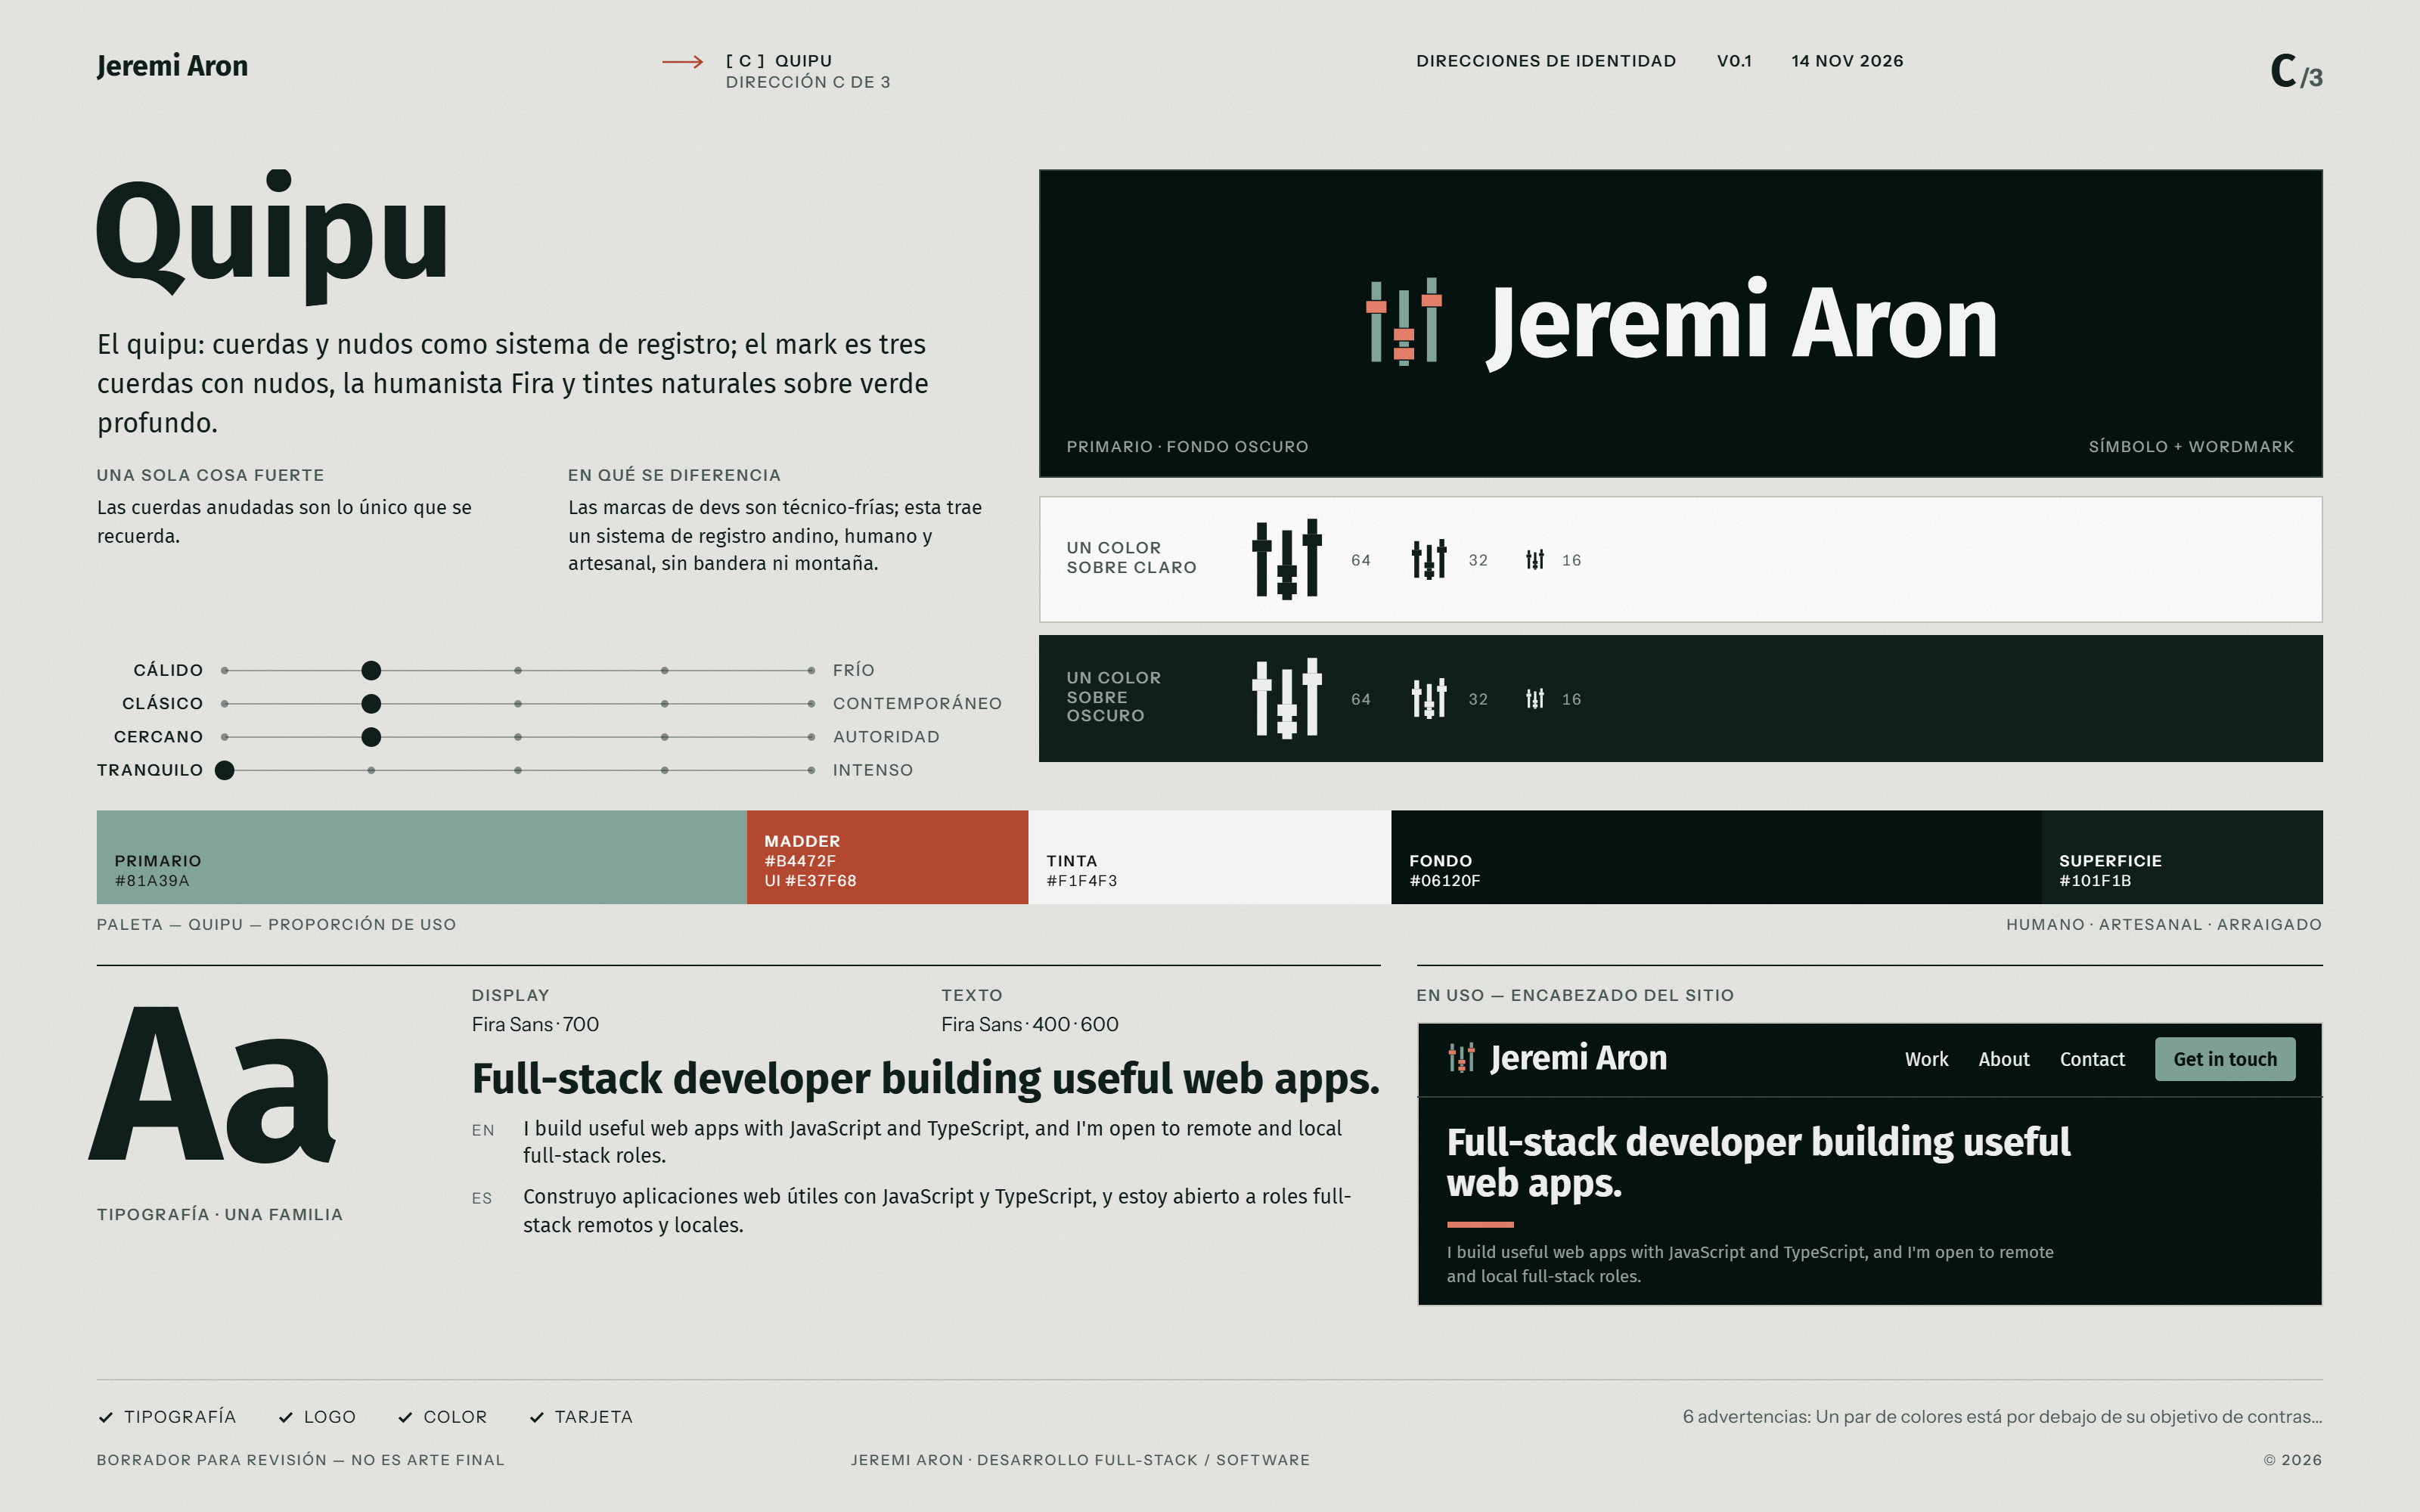 Jeremi Aron
[ C ] QUIPU
DIRECCIÓN C DE 3
DIRECCIONES DE IDENTIDAD V0.1 14 NOV 2026
C/3
Quipu
El quipu: cuerdas y nudos como sistema de registro; el mark es tres
cuerdas con nudos, la humanista Fira y tintes naturales sobre verde
profundo.
UNA SOLA COSA FUERTE
Las cuerdas anudadas son lo único que se
recuerda.
EN QUÉ SE DIFERENCIA
Las marcas de devs son técnico-frías; esta trae
un sistema de registro andino, humano y
artesanal, sin bandera ni montaña.
CÁLIDO FRÍO
CLÁSICO CONTEMPORÁNEO
CERCANO AUTORIDAD
TRANQUILO INTENSO
Jeremi Aron
PRIMARIO · FONDO OSCURO
SÍMBOLO + WORDMARK
UN COLOR
SOBRE CLARO
64 32 16
UN COLOR
SOBRE
OSCURO
64 32 16
PRIMARIO
#81A39A
MADDER
#B4472F
UI #E37F68
TINTA
#F1F4F3
FONDO
#06120F
SUPERFICIE
#101F1B
PALETA — QUIPU — PROPORCIÓN DE USO
HUMANO · ARTESANAL · ARRAIGADO
Aa
TIPOGRAFÍA · UNA FAMILIA
DISPLAY
Fira Sans · 700
TEXTO
Fira Sans · 400 · 600
Full-stack developer building useful web apps.
EN
I build useful web apps with JavaScript and TypeScript, and I'm open to remote and local
full-stack roles.
ES
Construyo aplicaciones web útiles con JavaScript y TypeScript, y estoy abierto a roles full-
stack remotos y locales.
EN USO — ENCABEZADO DEL SITIO
Jeremi Aron
Work About Contact Get in touch
Full-stack developer building useful
web apps.
I build useful web apps with JavaScript and TypeScript, and I'm open to remote
and local full-stack roles.
✓ TIPOGRAFÍA ✓ LOGO ✓ COLOR ✓ TARJETA
6 advertencias: Un par de colores está por debajo de su objetivo de contras…
BORRADOR PARA REVISIÓN — NO ES ARTE FINAL
JEREMI ARON · DESARROLLO FULL-STACK / SOFTWARE
© 2026